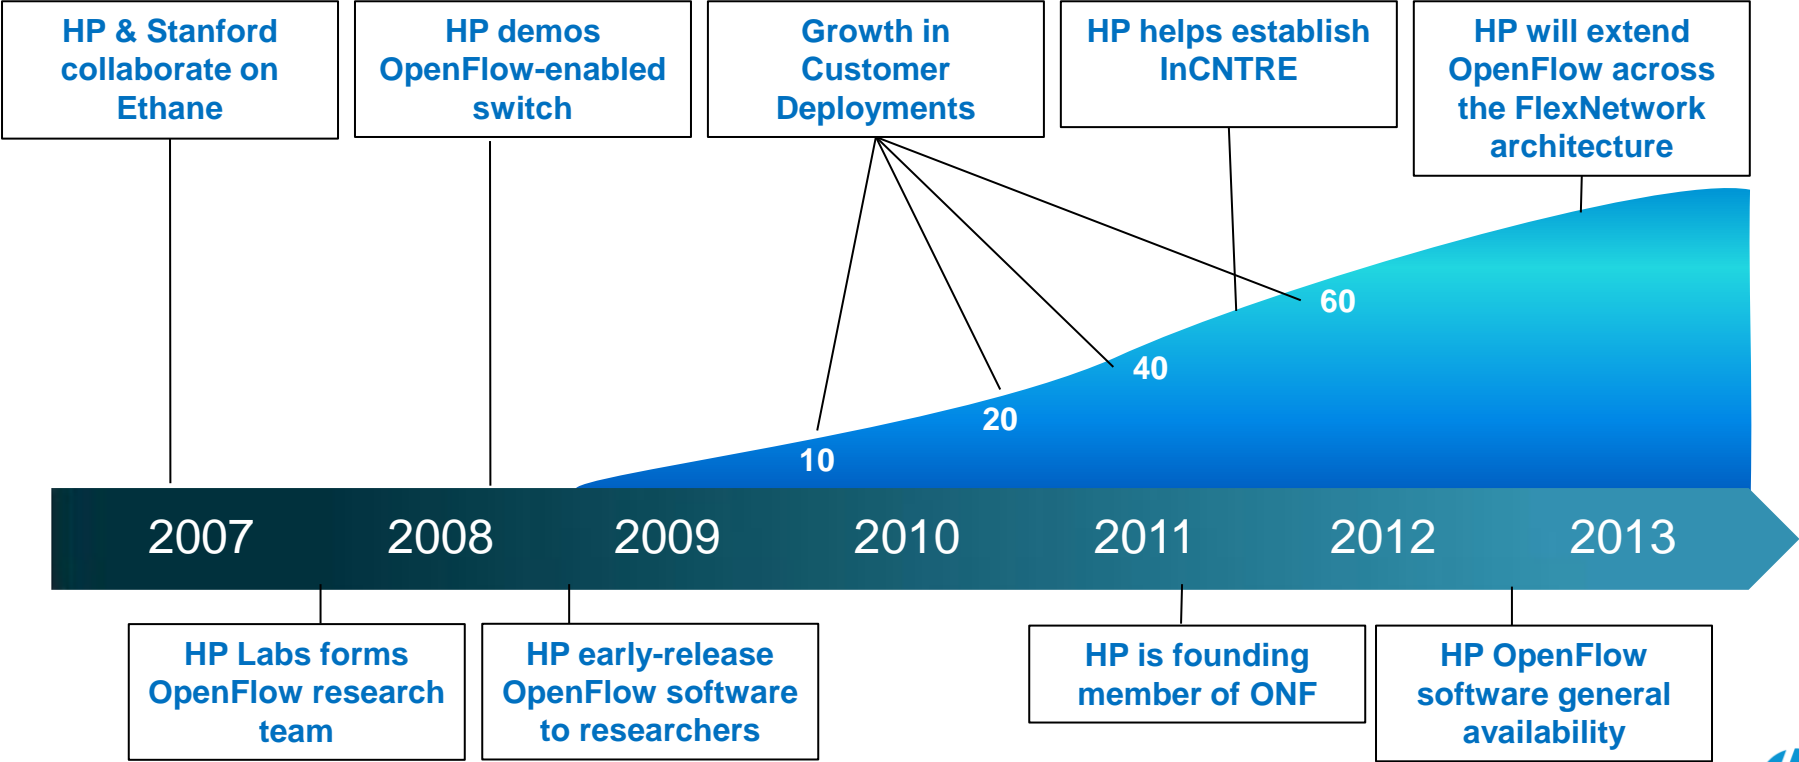 HP & Stanford
collaborate on
Ethane
HP demos
OpenFlow-enabled
switch
Growth in
Customer
Deployments
HP helps establish
InCNTRE
HP will extend
OpenFlow across
the FlexNetwork
architecture
60
40
20
10
2007
2008
2009
2010
2011
2012
2013
HP Labs forms
OpenFlow research
team
HP early-release
OpenFlow software
to researchers
HP is founding
member of ONF
HP OpenFlow
software general
availability